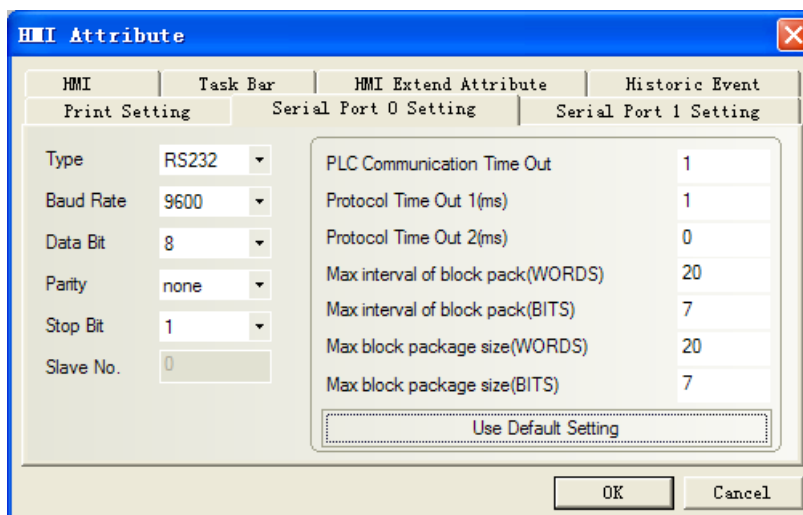 HMI Attribute
HMI Task Bar HMI Extend Attribute Historic Event
Print Setting Serial Port 0 Setting Serial Port 1 Setting
Type RS232
Baud Rate 9600
Data Bit 8
Parity none
Stop Bit 1
Slave No. 0
PLC Communication Time Out 1
Protocol Time Out 1(ms) 1
Protocol Time Out 2(ms) 0
Max interval of block pack(WORDS) 20
Max interval of block pack(BITS) 7
Max block package size(WORDS) 20
Max block package size(BITS) 7
Use Default Setting
OK Cancel